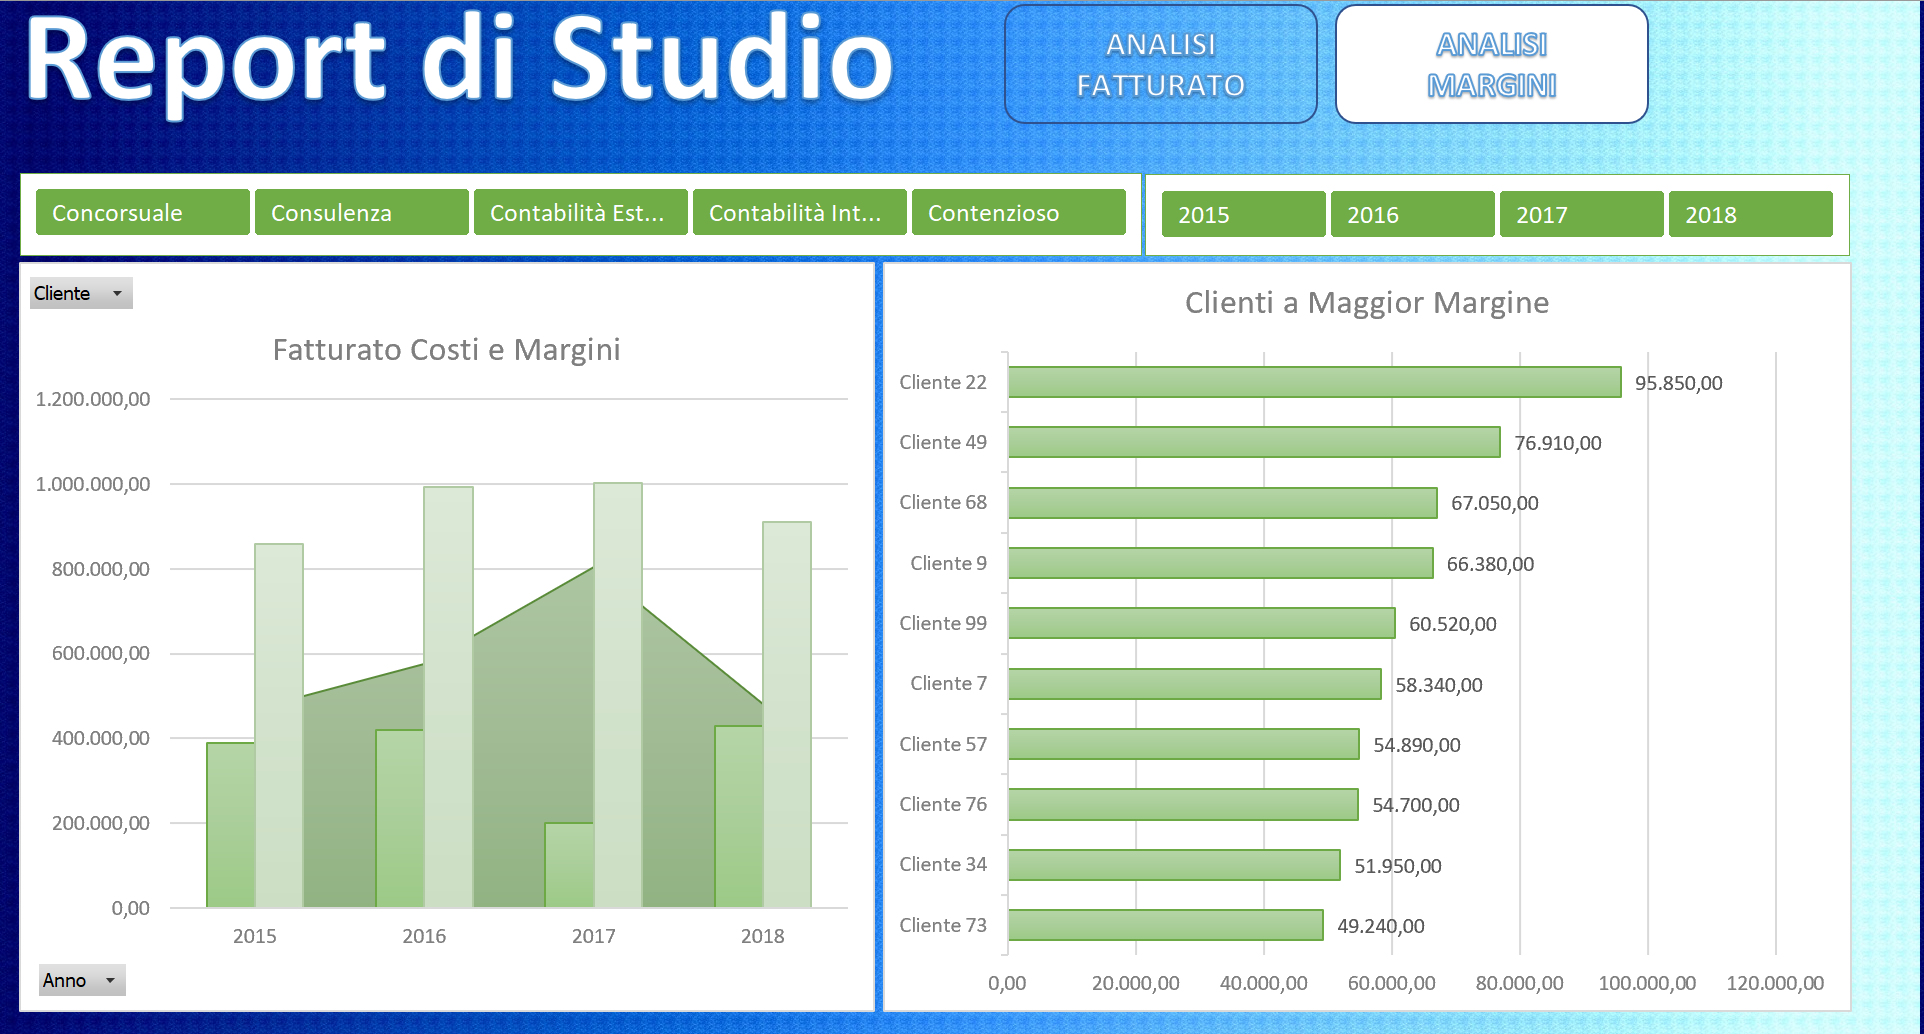 Report di Studio
ANALISI
FATTURATO
ANALISI
MARGINI
Concorsuale
Consulenza
Contabilità Est...
Contabilità Int...
Contenzioso
2015
2016
2017
2018
Cliente
Fatturato Costi e Margini
1.200.000,00
1.000.000,00
800.000,00
600.000,00
400.000,00
200.000,00
0,00
2015
2016
2017
2018
Anno
Clienti a Maggior Margine
Cliente 22
95.850,00
Cliente 49
76.910,00
Cliente 68
67.050,00
Cliente 9
66.380,00
Cliente 99
60.520,00
Cliente 7
58.340,00
Cliente 57
54.890,00
Cliente 76
54.700,00
Cliente 34
51.950,00
Cliente 73
49.240,00
0,00
20.000,00
40.000,00
60.000,00
80.000,00
100.000,00
120.000,00